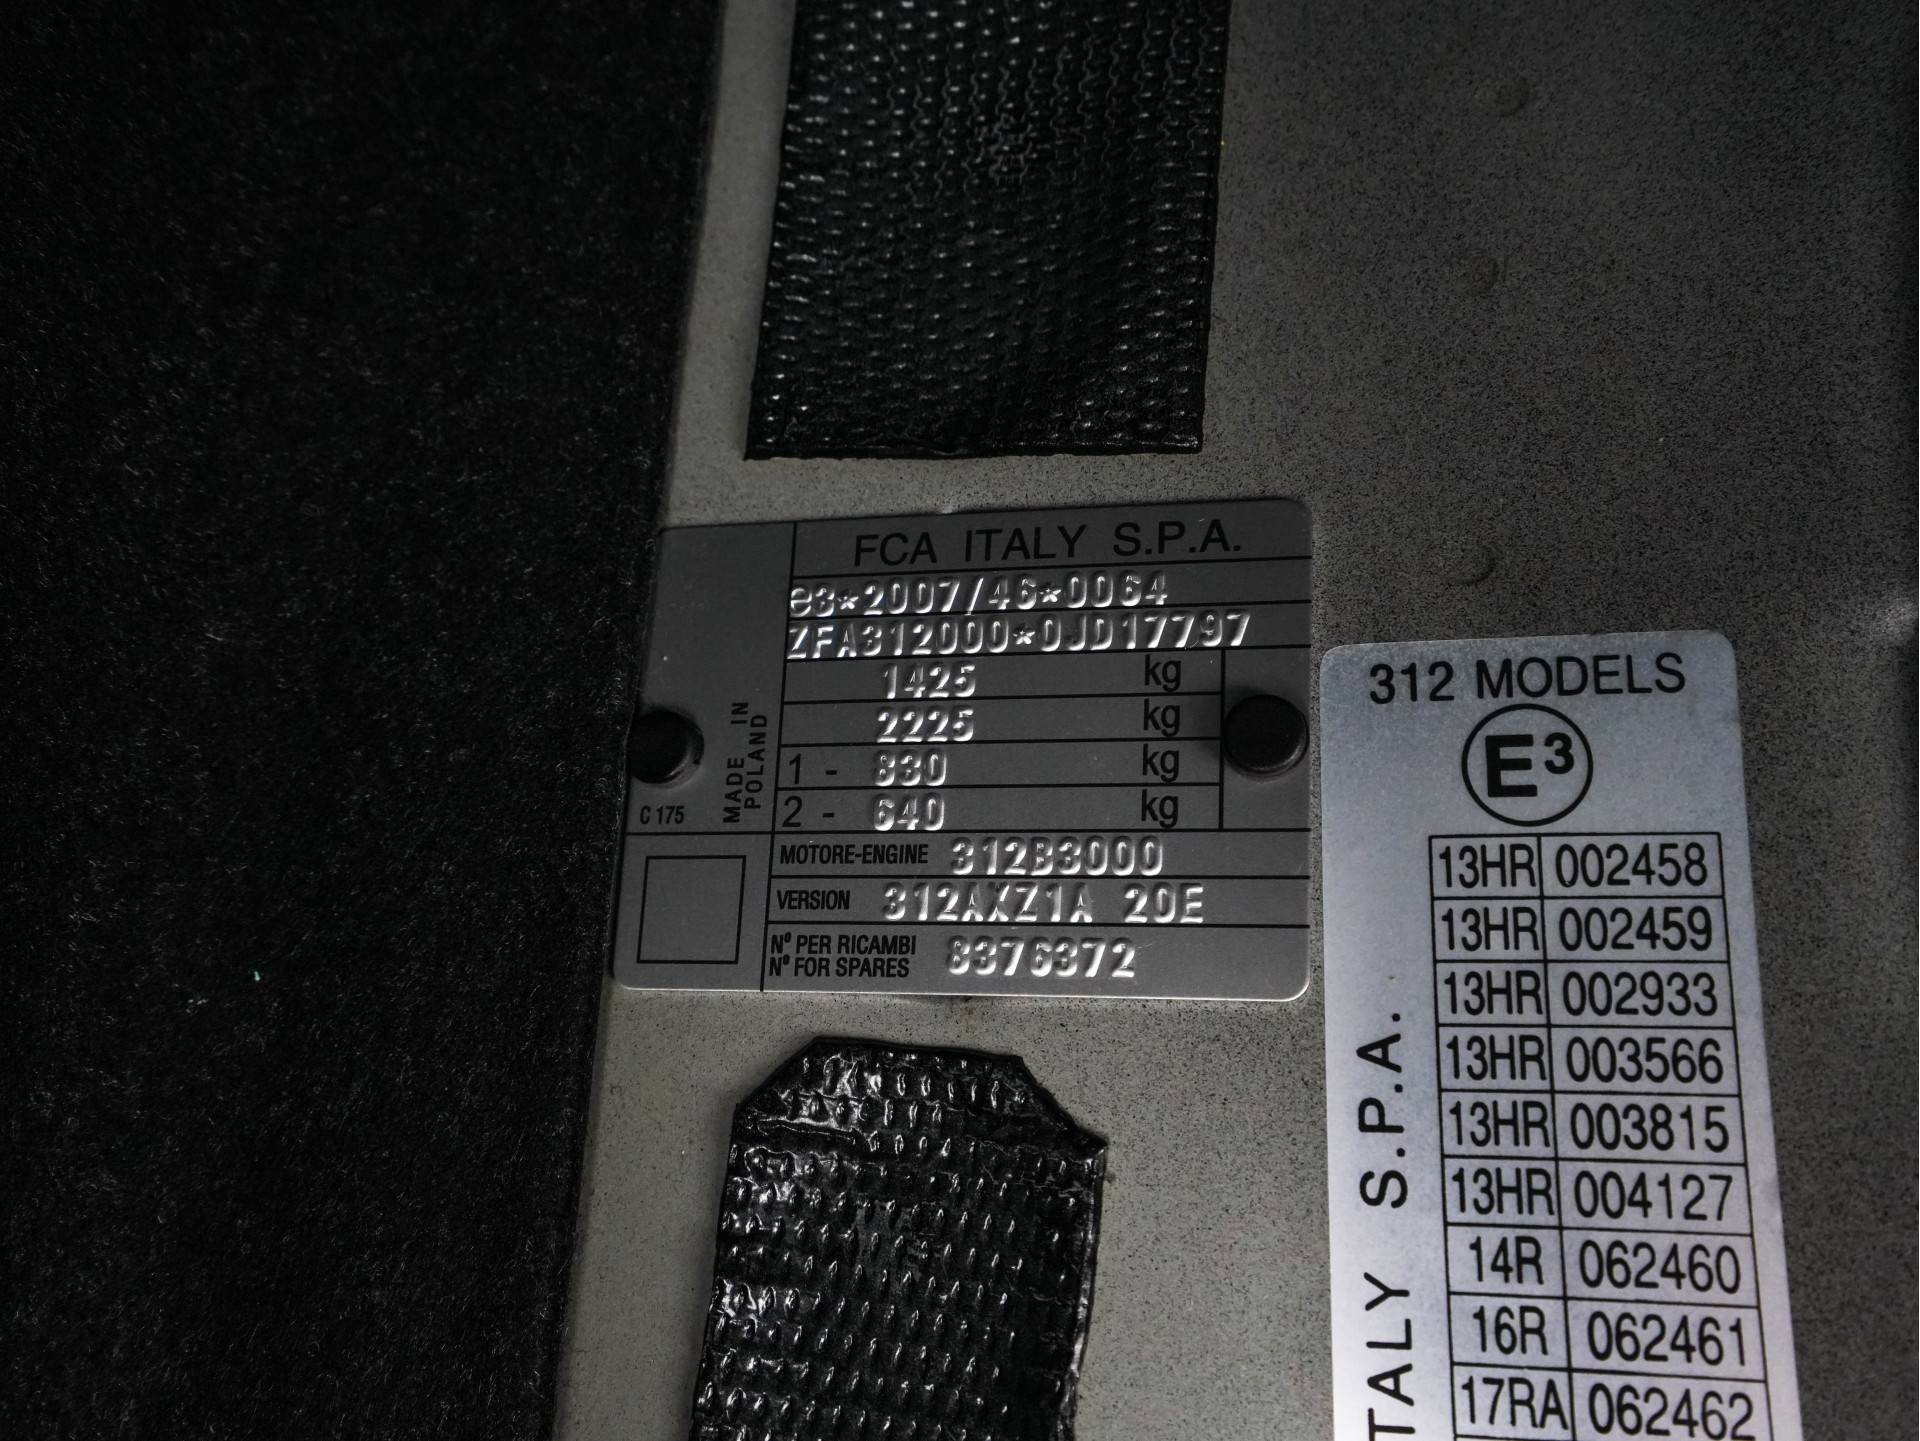 FCA ITALY S.P.A.
e3*2007/46*0064
ZFA312000*0JD17797
1425 kg
2225 kg
1 - 830 kg
2 - 640 kg
MADE IN
POLAND
C 175
MOTORE-ENGINE 312B3000
VERSION 312AXZ1A 20E
Nº PER RICAMBI
Nº FOR SPARES 8376372
312 MODELS
E3
13HR 002458
13HR 002459
13HR 002933
13HR 003566
13HR 003815
13HR 004127
14R 062460
16R 062461
17RA 062462
TALY S.P.A.